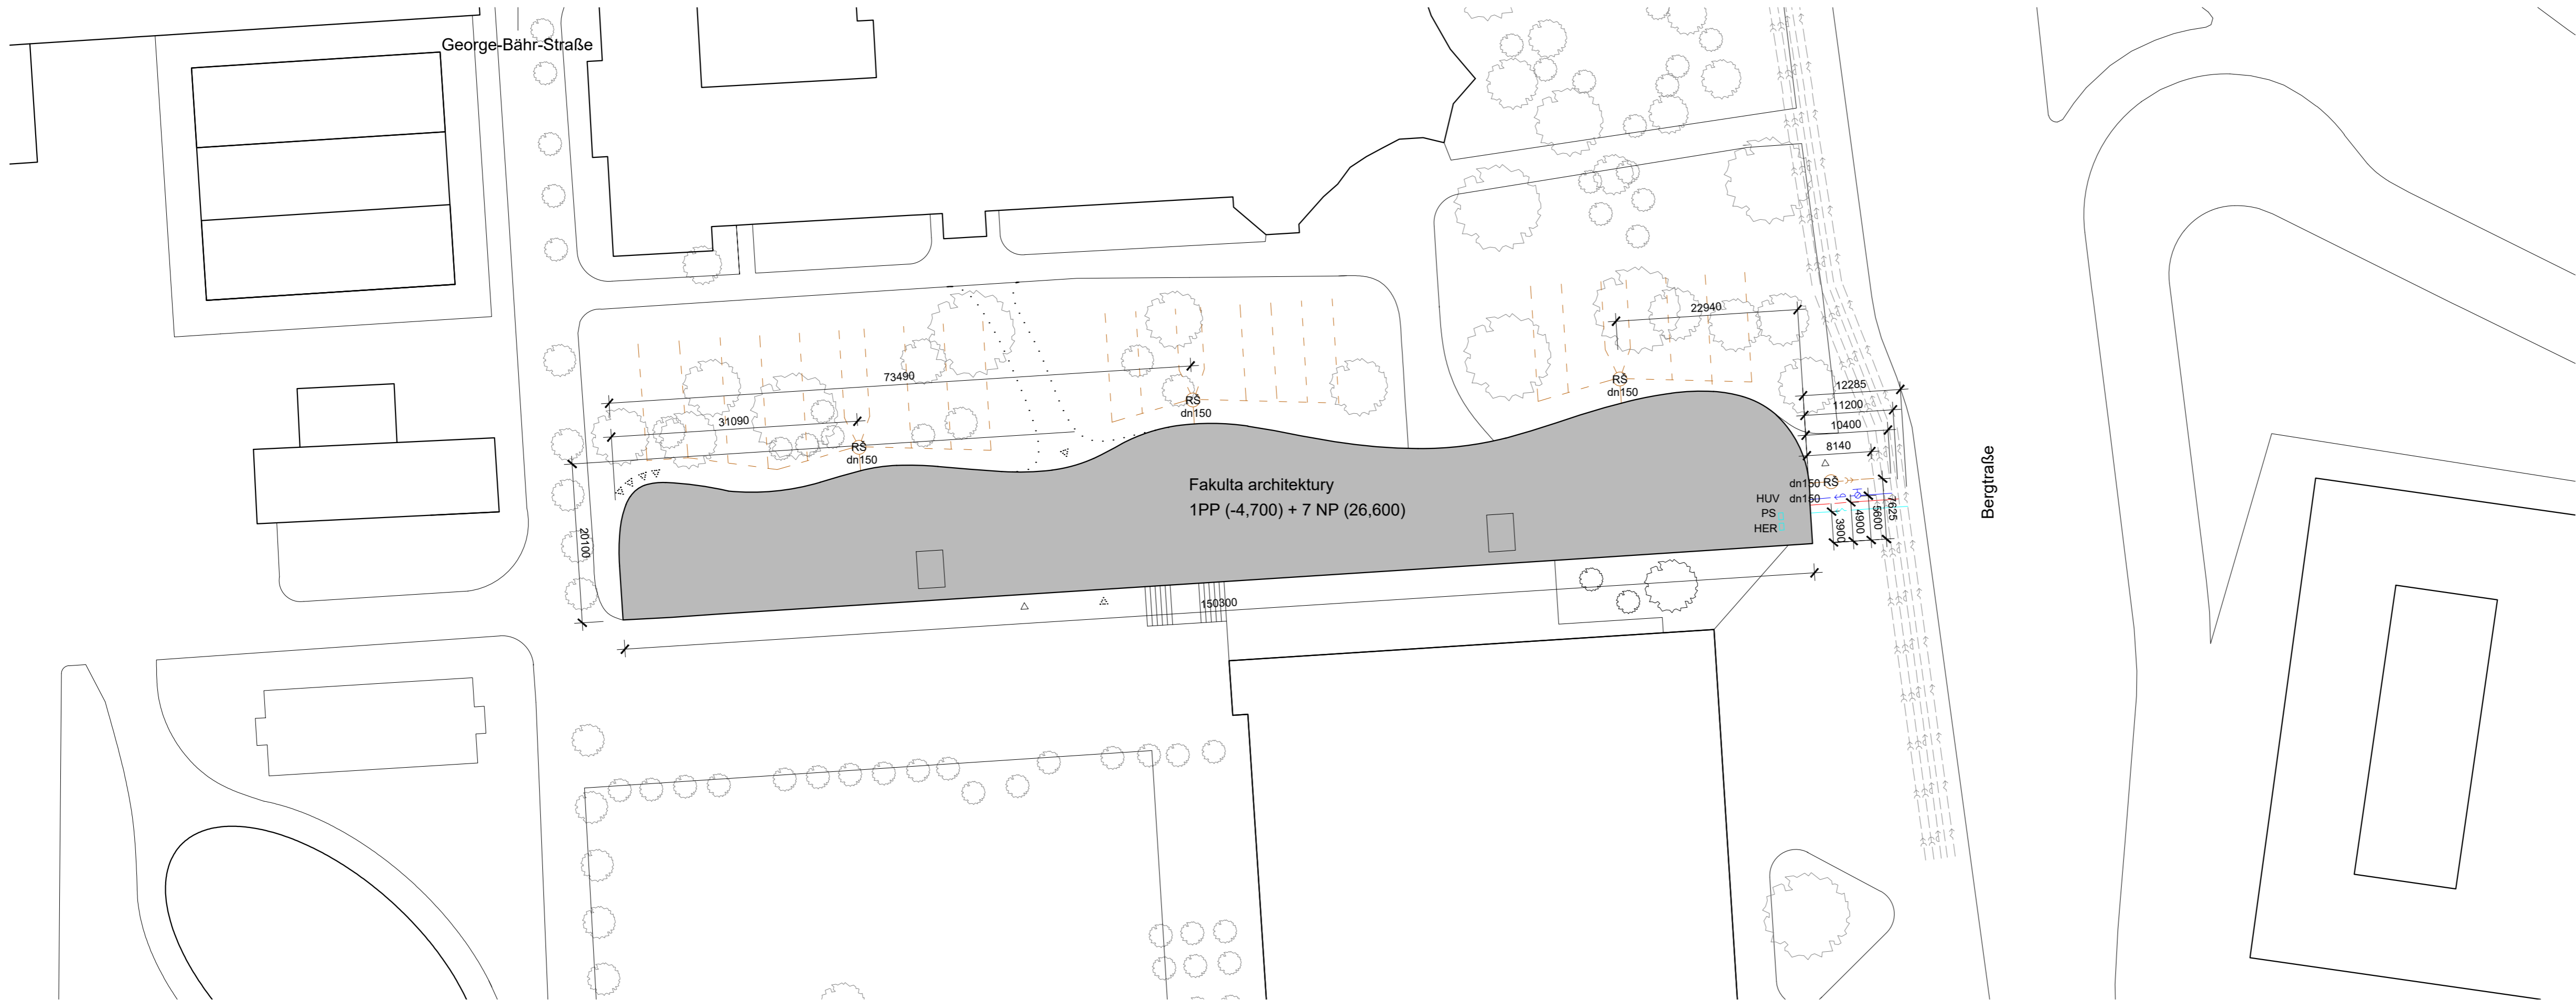 George-Bähr-Straße
22940
73490
RŠ
dn150
12285
RŠ
dn150
11200
31090
10400
RŠ
dn150
8140
Fakulta architektury
1PP (-4,700) + 7 NP (26,600)
dn150 RŠ
HUV dn150
PS
HER
3900
4900
5600
7625
Bergtraße
20100
150300